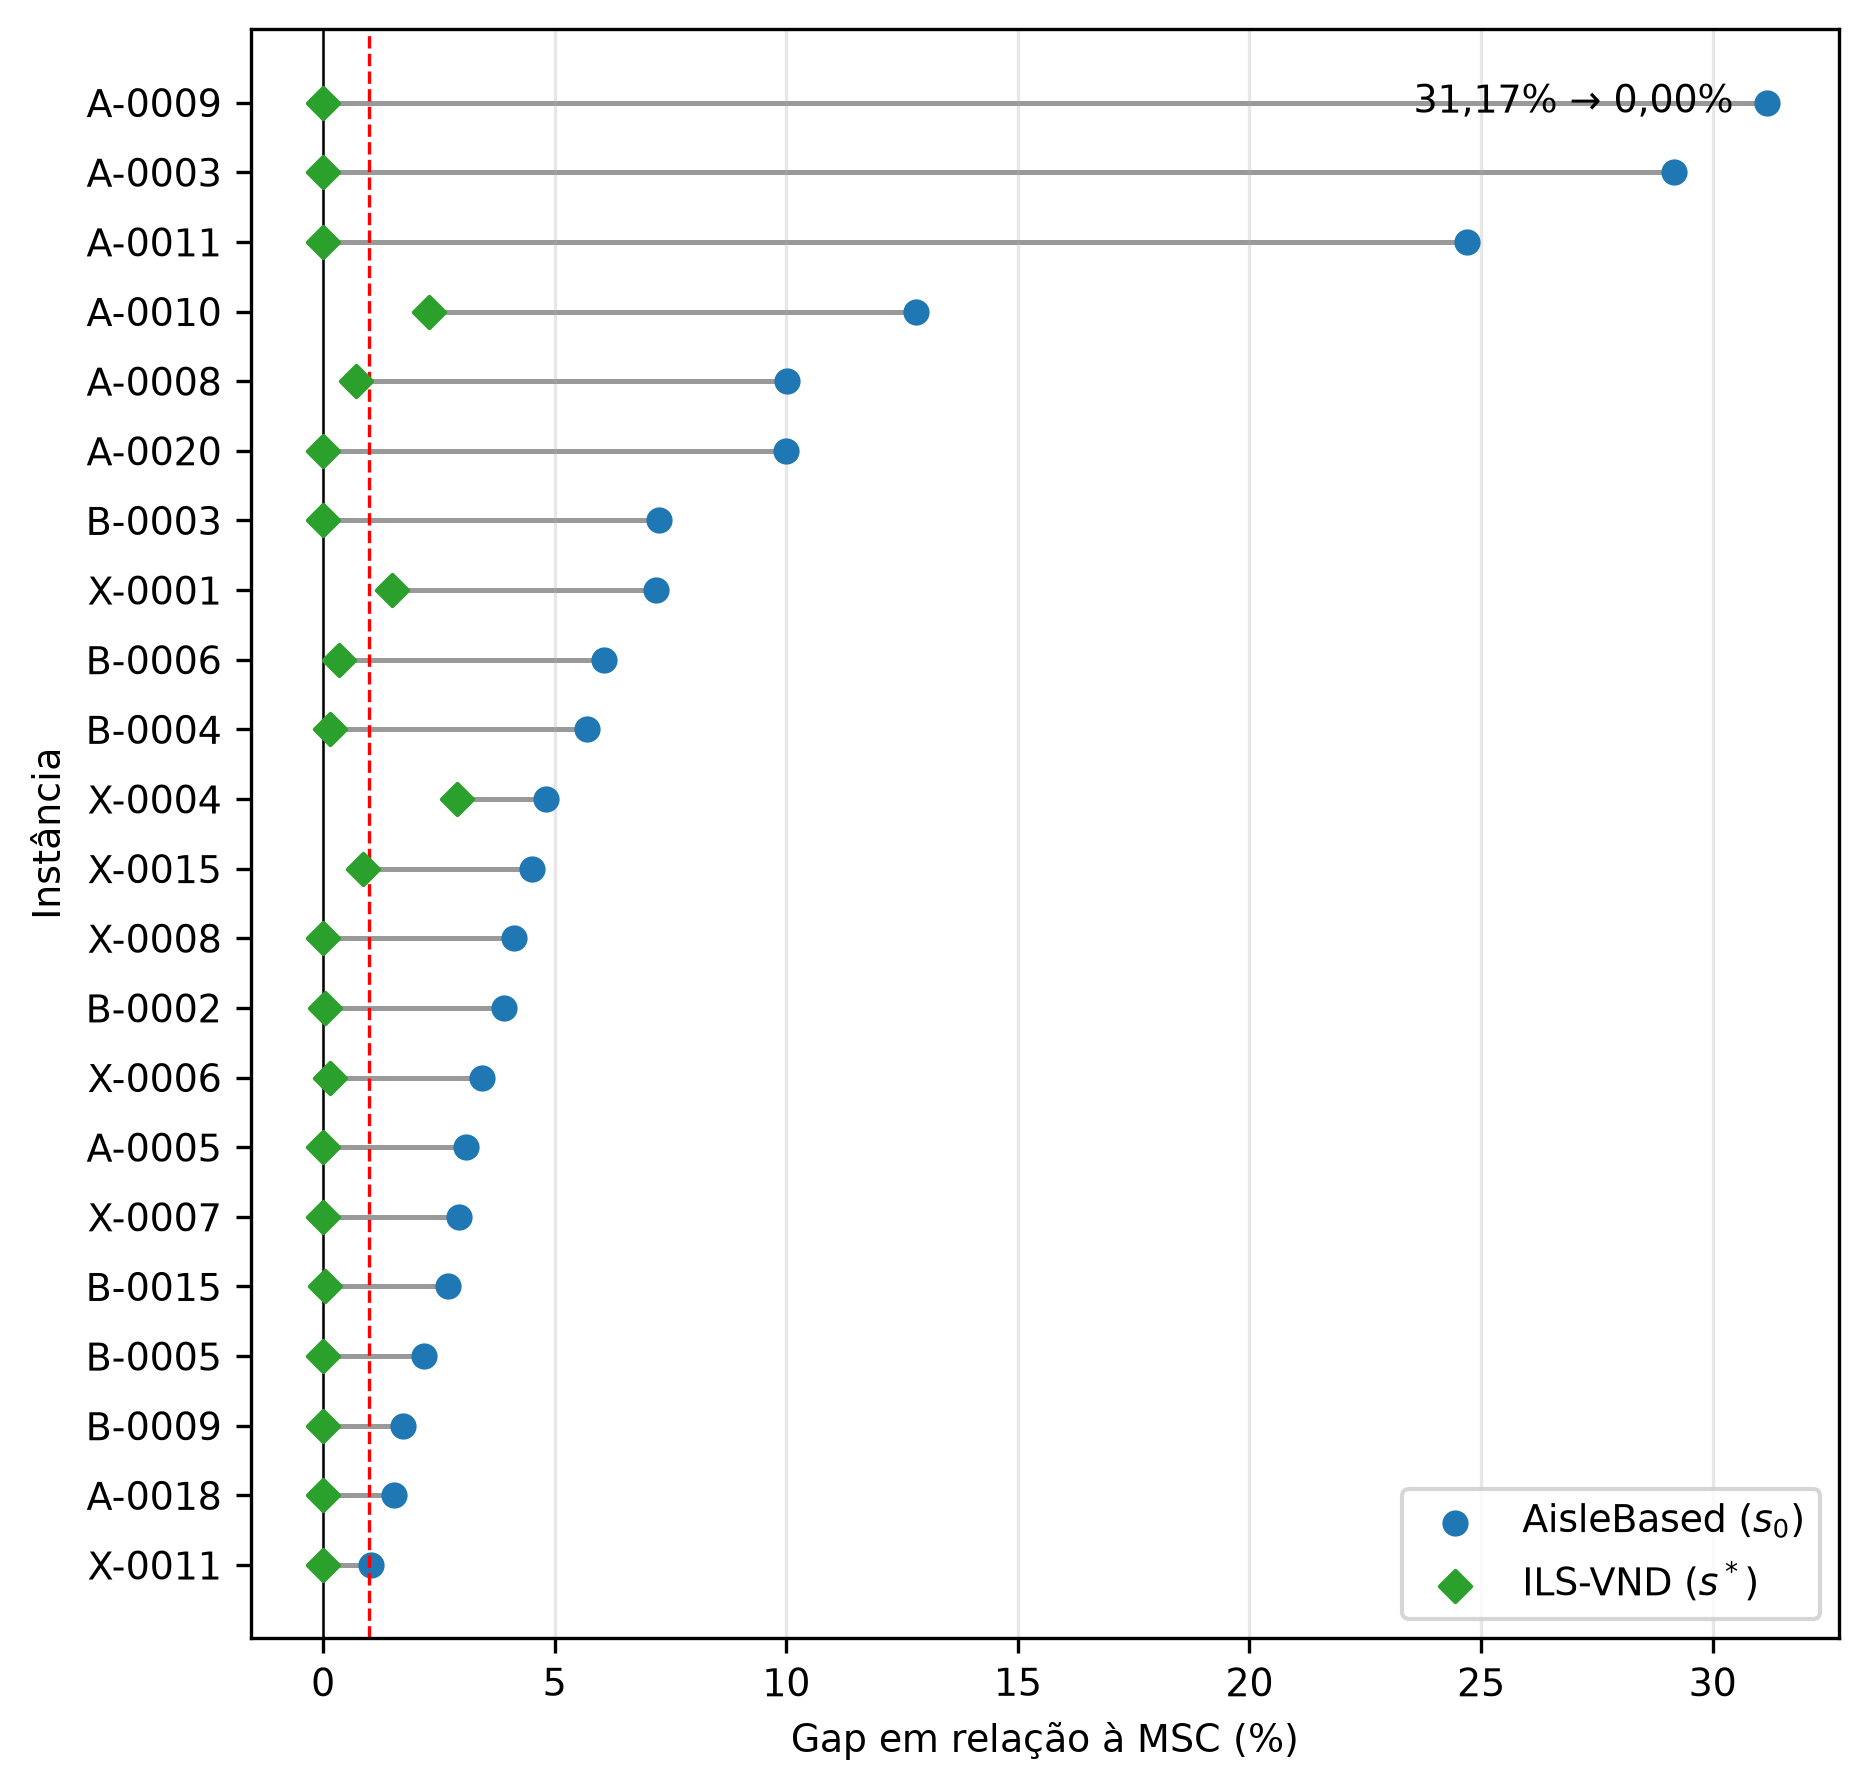 A-0009
31,17% → 0,00%
A-0003
A-0011
A-0010
A-0008
A-0020
B-0003
X-0001
B-0006
B-0004
X-0004
X-0015
X-0008
B-0002
X-0006
A-0005
X-0007
B-0015
B-0005
B-0009
A-0018
X-0011
Instância
AisleBased (s₀)
ILS-VND (s*)
0 5 10 15 20 25 30
Gap em relação à MSC (%)